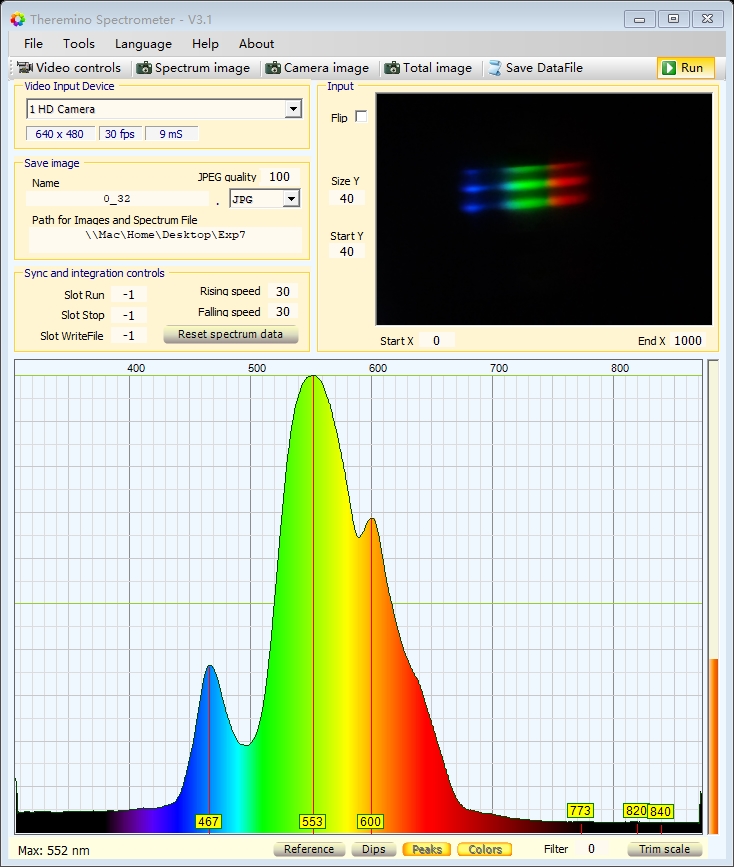 Theremino Spectrometer - V3.1
File Tools Language Help About
Video controls Spectrum image Camera image Total image Save DataFile Run
Video Input Device
1 HD Camera
640 x 480 30 fps 9 mS
Save image
Name JPEG quality 100
0_32 . JPG
Path for Images and Spectrum File
\\Mac\Home\Desktop\Exp7
Sync and integration controls
Slot Run -1 Rising speed 30
Slot Stop -1 Falling speed 30
Slot WriteFile -1 Reset spectrum data
Input
Flip
Size Y
40
Start Y
40
Start X 0 End X 1000
400 500 600 700 800
467 553 600 773 820 840
Max: 552 nm Reference Dips Peaks Colors Filter 0 Trim scale